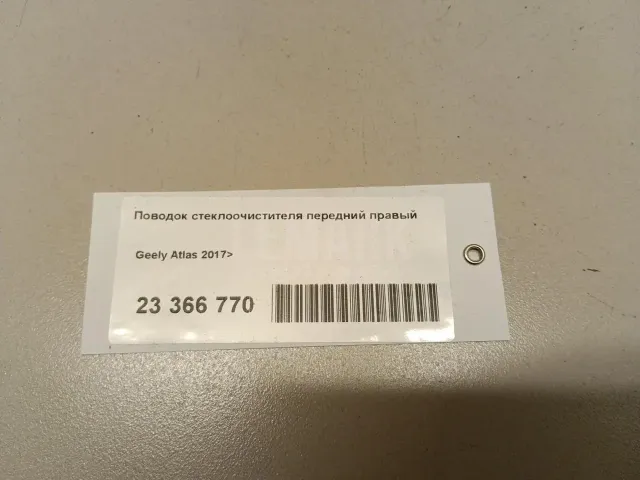 Поводок стеклоочистителя передний правый
Geely Atlas 2017>
23 366 770